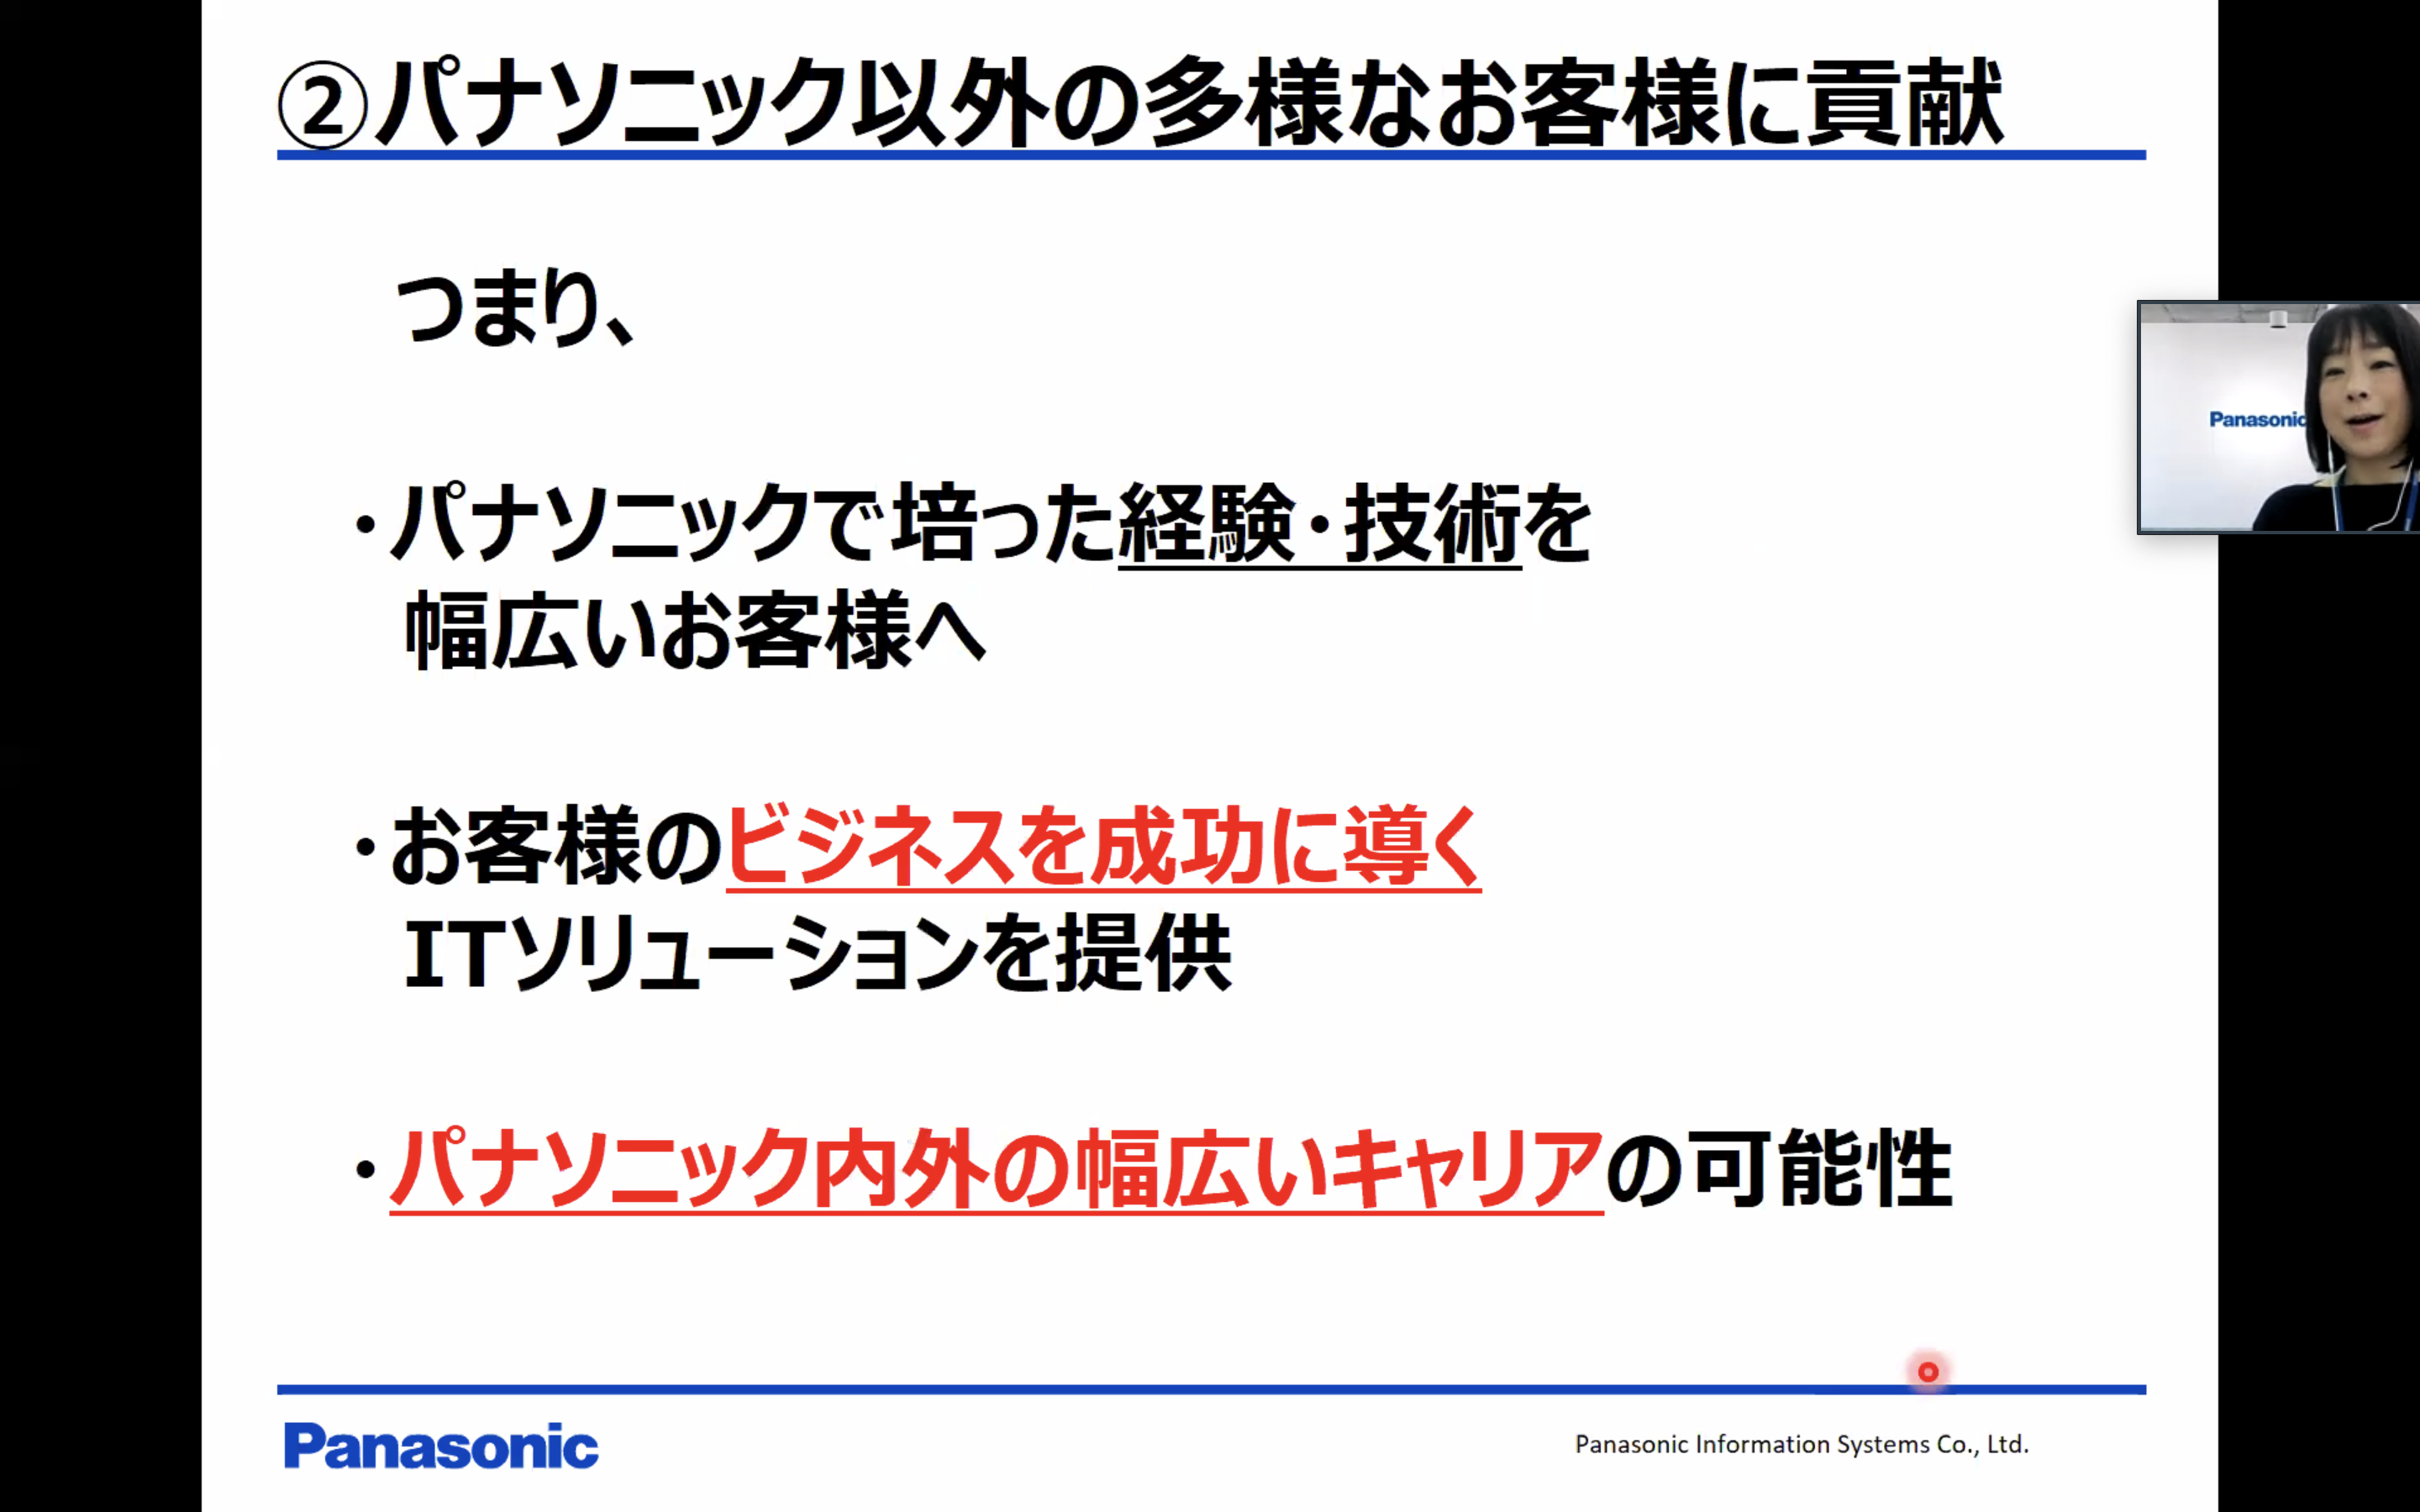 ②パナソニック以外の多様なお客様に貢献
つまり、
・パナソニックで培った経験・技術を
幅広いお客様へ
・お客様のビジネスを成功に導く
ITソリューションを提供
・パナソニック内外の幅広いキャリアの可能性
Panasonic
Panasonic
Panasonic Information Systems Co., Ltd.